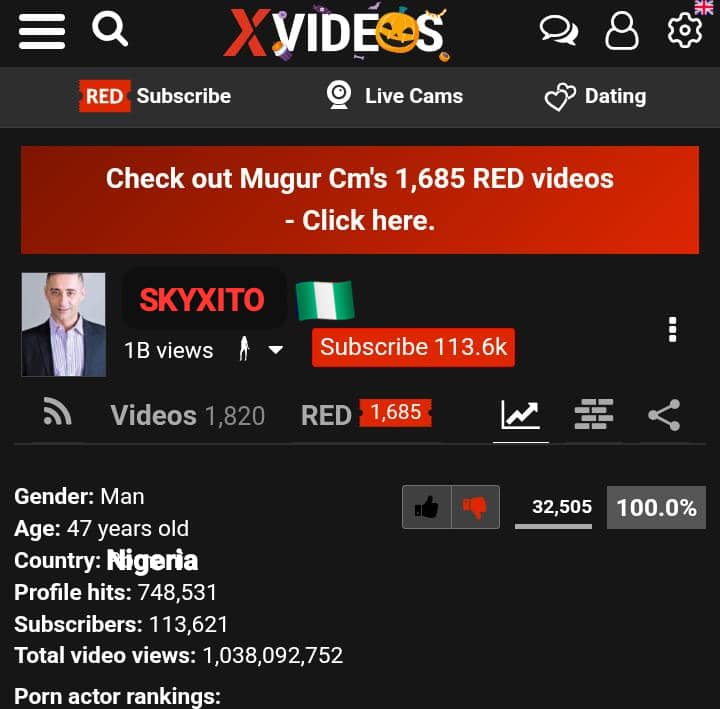 XVIDEOS
RED Subscribe
Live Cams
Dating
Check out Mugur Cm's 1,685 RED videos
- Click here.
SKYXITO
1B views
Subscribe 113.6k
Videos 1,820
RED 1,685
Gender: Man
32,505
100.0%
Age: 47 years old
Country: Nigeria
Profile hits: 748,531
Subscribers: 113,621
Total video views: 1,038,092,752
Porn actor rankings: